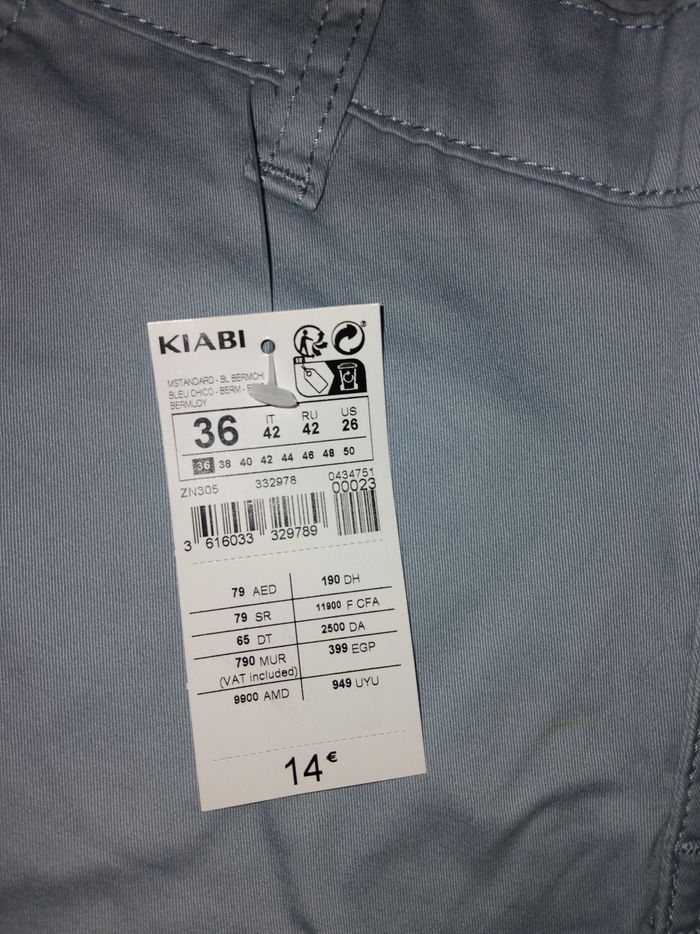 KIABI
FR
MSTANDARD - BL BERMCHI
BLEU CHICO - BERM -
BERMUDY
36 IT 42 RU 42 US 26
36 38 40 42 44 46 48 50
ZN305 332978 0434751
00023
3 616033 329789
79 AED 190 DH
79 SR 11900 F CFA
65 DT 2500 DA
790 MUR 399 EGP
(VAT included)
9900 AMD 949 UYU
14€